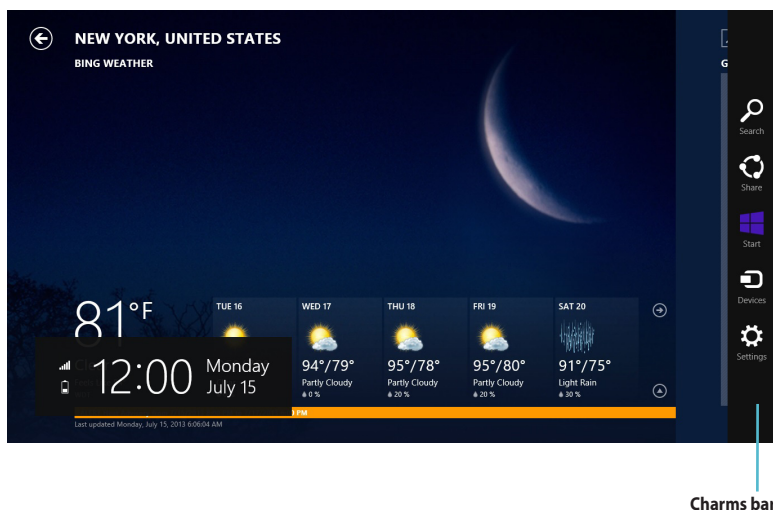 NEW YORK, UNITED STATES
BING WEATHER
G
Search
Share
Start
Devices
Settings
81°F
TUE 16
WED 17
94°/79°
Partly Cloudy
0 %
THU 18
95°/78°
Partly Cloudy
20 %
FRI 19
95°/80°
Partly Cloudy
20 %
SAT 20
91°/75°
Light Rain
30 %
12:00
Monday
July 15
PM
Last updated Monday, July 15, 2013 6:06:04 AM
Charms bar